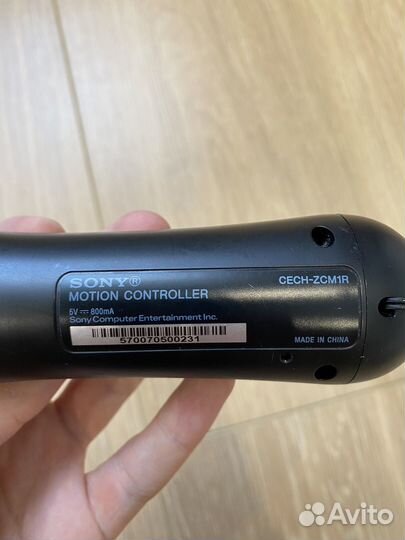 SONY®
CECH-ZCM1R
MOTION CONTROLLER
5V ⎓ 800mA
Sony Computer Entertainment Inc.
570070500231
MADE IN CHINA
Avito